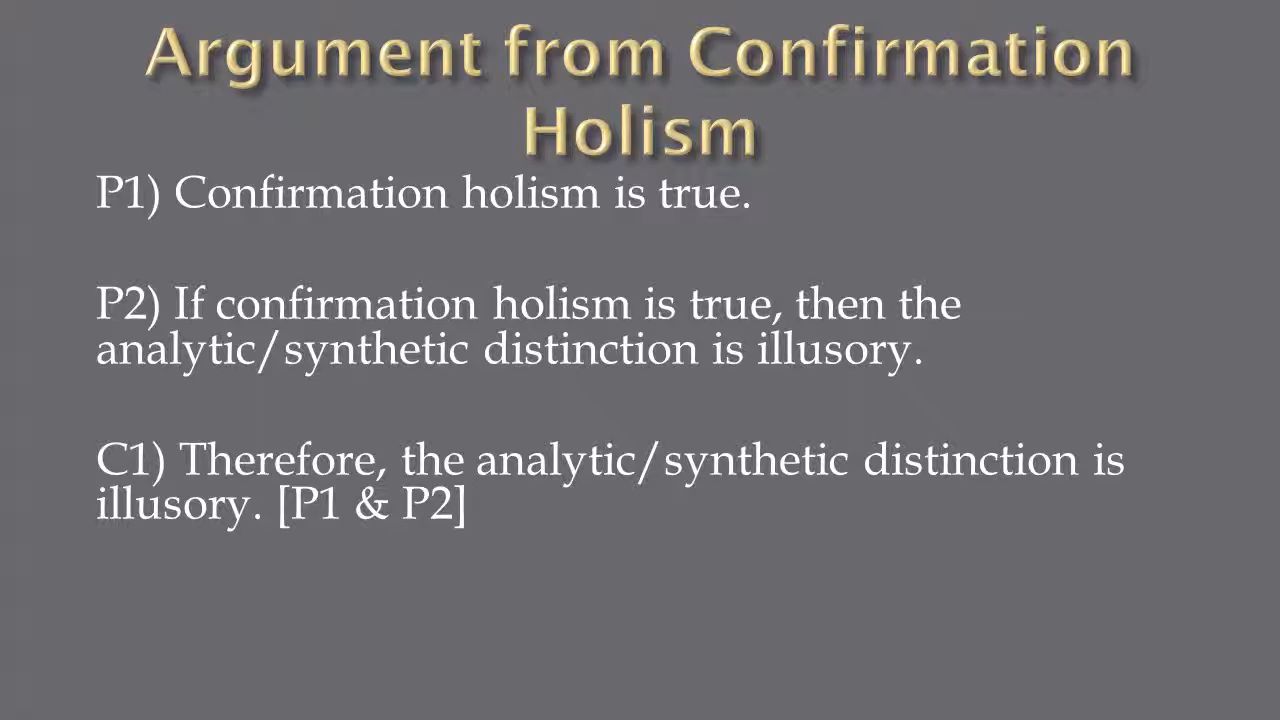 Argument from Confirmation
Holism
P1) Confirmation holism is true.
P2) If confirmation holism is true, then the
analytic/synthetic distinction is illusory.
C1) Therefore, the analytic/synthetic distinction is
illusory. [P1 & P2]